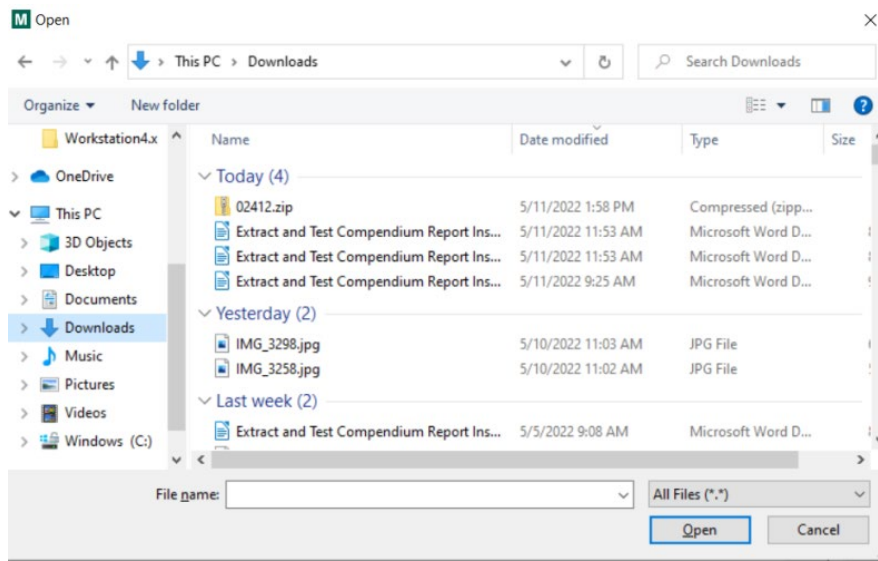 M Open
This PC > Downloads
Search Downloads
Organize
New folder
Workstation4.x
OneDrive
This PC
3D Objects
Desktop
Documents
Downloads
Music
Pictures
Videos
Windows (C:)
Name Date modified Type Size
Today (4)
02412.zip 5/11/2022 1:58 PM Compressed (zipp...
Extract and Test Compendium Report Ins... 5/11/2022 11:53 AM Microsoft Word D...
Extract and Test Compendium Report Ins... 5/11/2022 11:53 AM Microsoft Word D...
Extract and Test Compendium Report Ins... 5/11/2022 9:25 AM Microsoft Word D...
Yesterday (2)
IMG_3298.jpg 5/10/2022 11:03 AM JPG File
IMG_3258.jpg 5/10/2022 11:02 AM JPG File
Last week (2)
Extract and Test Compendium Report Ins... 5/5/2022 9:08 AM Microsoft Word D...
File name:
All Files (*.*)
Open
Cancel